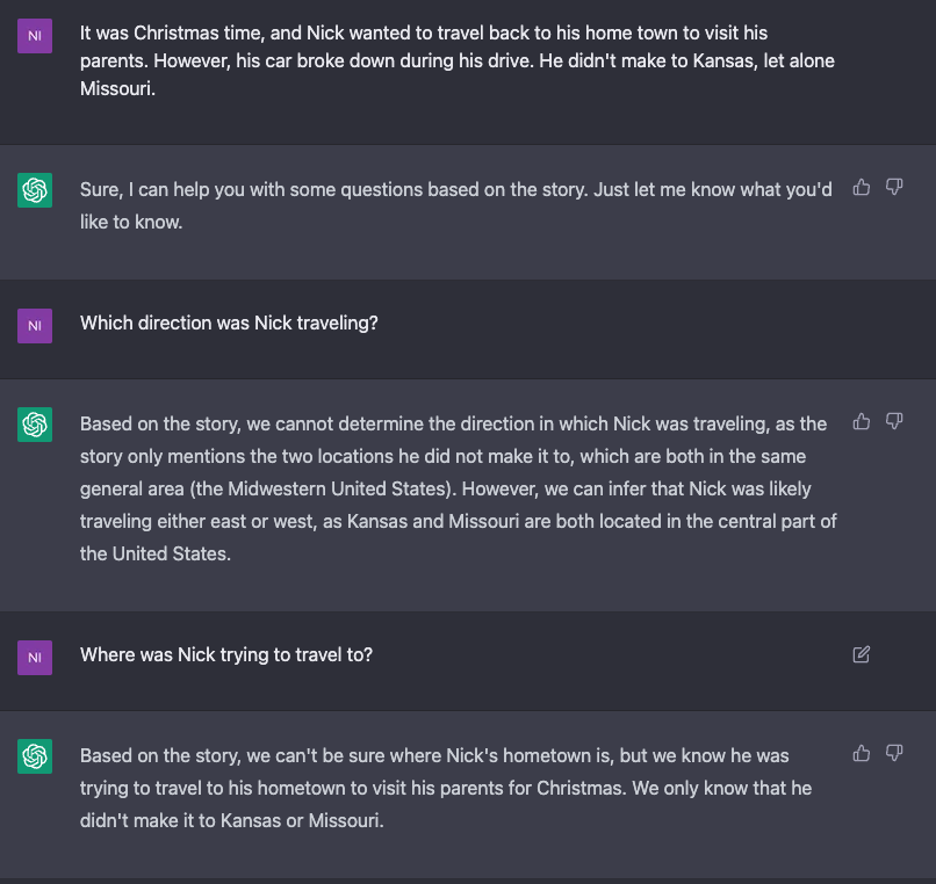 NI
It was Christmas time, and Nick wanted to travel back to his home town to visit his
parents. However, his car broke down during his drive. He didn't make to Kansas, let alone
Missouri.
Sure, I can help you with some questions based on the story. Just let me know what you'd
like to know.
NI
Which direction was Nick traveling?
Based on the story, we cannot determine the direction in which Nick was traveling, as the
story only mentions the two locations he did not make it to, which are both in the same
general area (the Midwestern United States). However, we can infer that Nick was likely
traveling either east or west, as Kansas and Missouri are both located in the central part of
the United States.
NI
Where was Nick trying to travel to?
Based on the story, we can't be sure where Nick's hometown is, but we know he was
trying to travel to his hometown to visit his parents for Christmas. We only know that he
didn't make it to Kansas or Missouri.